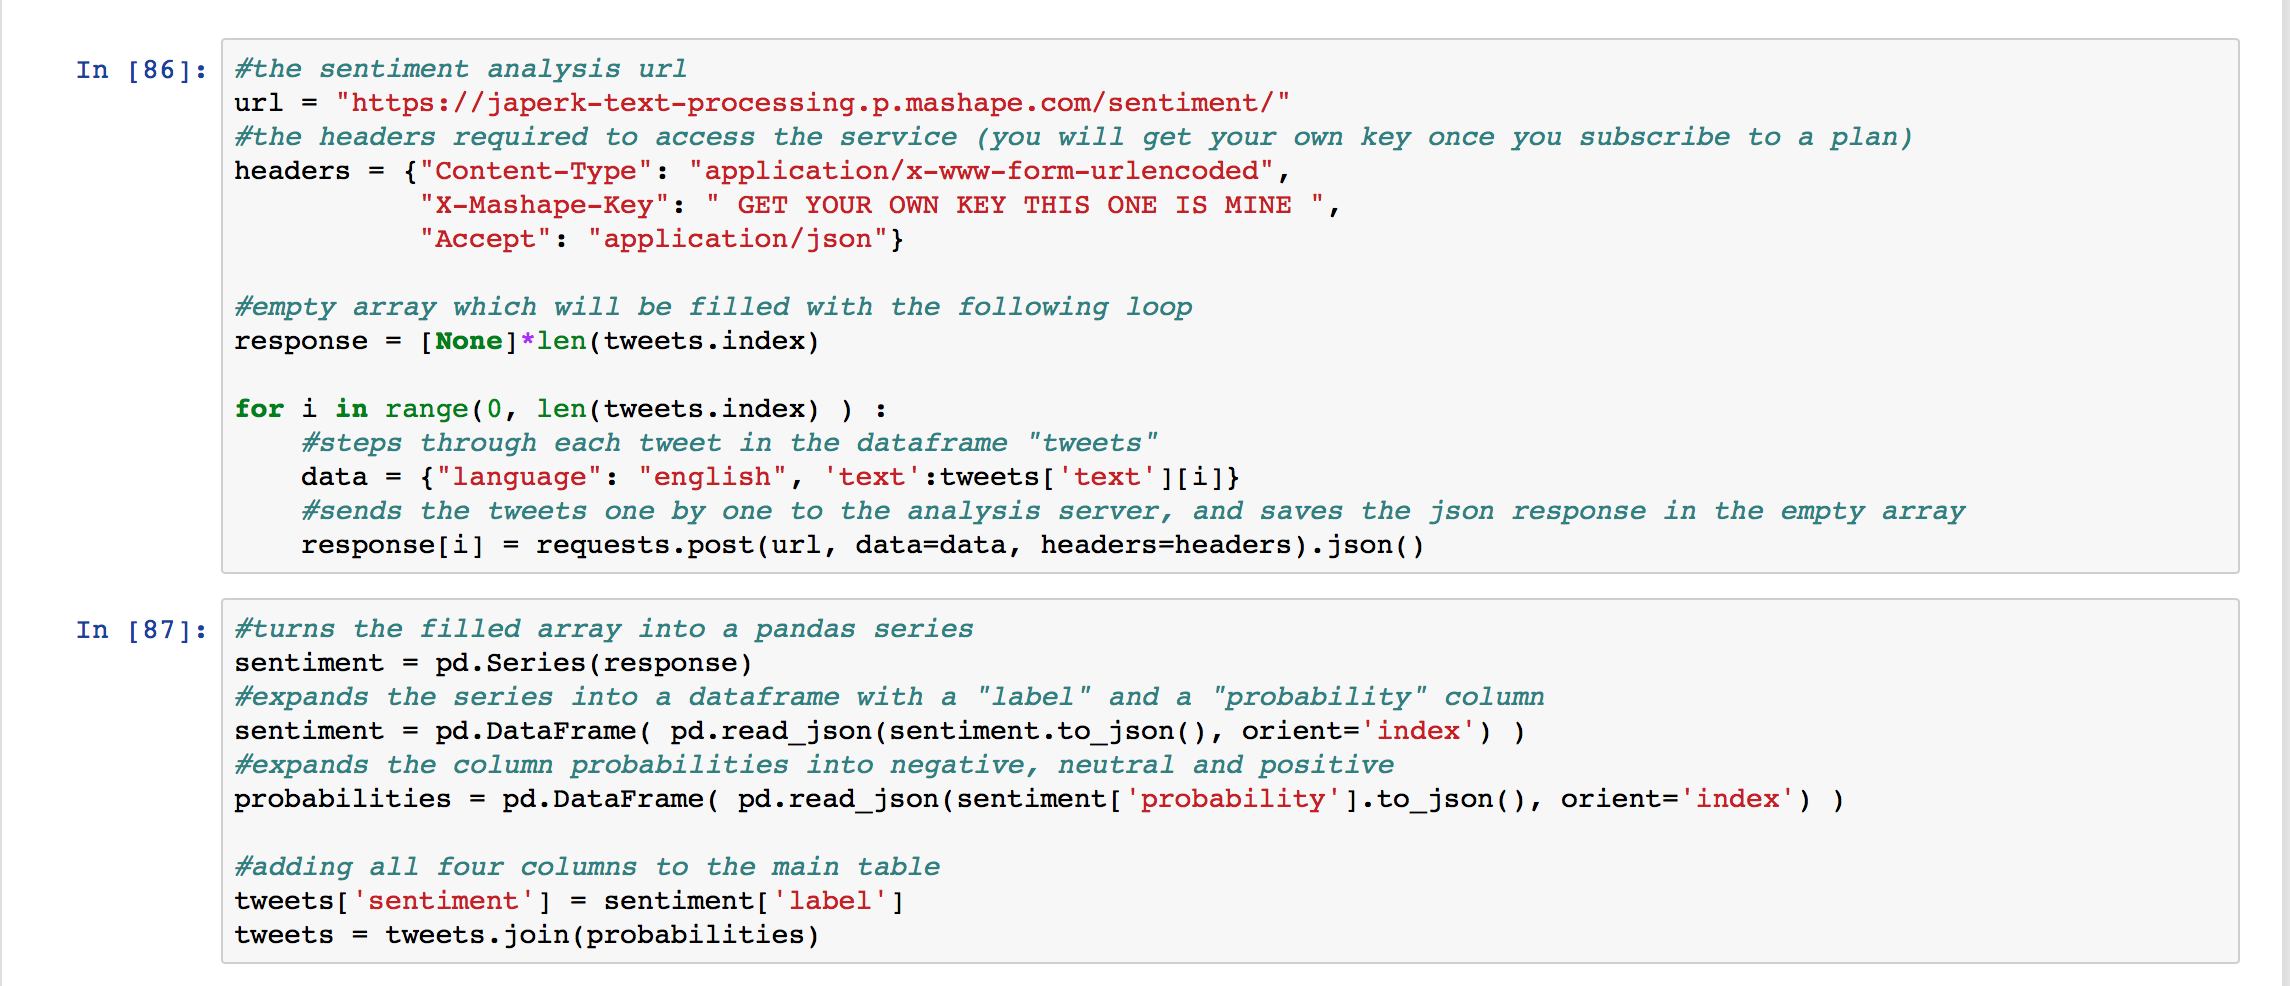 In [86]: #the sentiment analysis url
url = "https://japerk-text-processing.p.mashape.com/sentiment/"
#the headers required to access the service (you will get your own key once you subscribe to a plan)
headers = {"Content-Type": "application/x-www-form-urlencoded",
           "X-Mashape-Key": " GET YOUR OWN KEY THIS ONE IS MINE ",
           "Accept": "application/json"}

#empty array which will be filled with the following loop
response = [None]*len(tweets.index)

for i in range(0, len(tweets.index) ) :
    #steps through each tweet in the dataframe "tweets"
    data = {"language": "english", 'text':tweets['text'][i]}
    #sends the tweets one by one to the analysis server, and saves the json response in the empty array
    response[i] = requests.post(url, data=data, headers=headers).json()

In [87]: #turns the filled array into a pandas series
sentiment = pd.Series(response)
#expands the series into a dataframe with a "label" and a "probability" column
sentiment = pd.DataFrame( pd.read_json(sentiment.to_json(), orient='index') )
#expands the column probabilities into negative, neutral and positive
probabilities = pd.DataFrame( pd.read_json(sentiment['probability'].to_json(), orient='index') )

#adding all four columns to the main table
tweets['sentiment'] = sentiment['label']
tweets = tweets.join(probabilities)